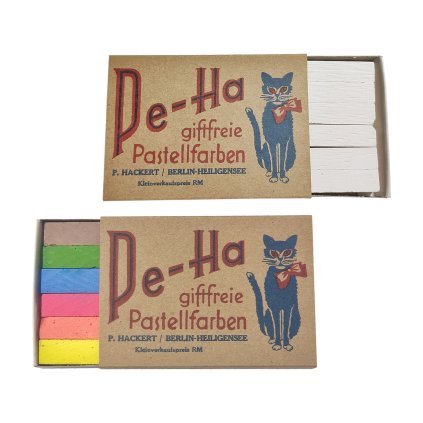 Pe-Ha
giftfreie
Pastellfarben
P. HACKERT / BERLIN-HEILIGENSEE
Kleinverkaufspreis RM
Pe-Ha
giftfreie
Pastellfarben
P. HACKERT / BERLIN-HEILIGENSEE
Kleinverkaufspreis RM